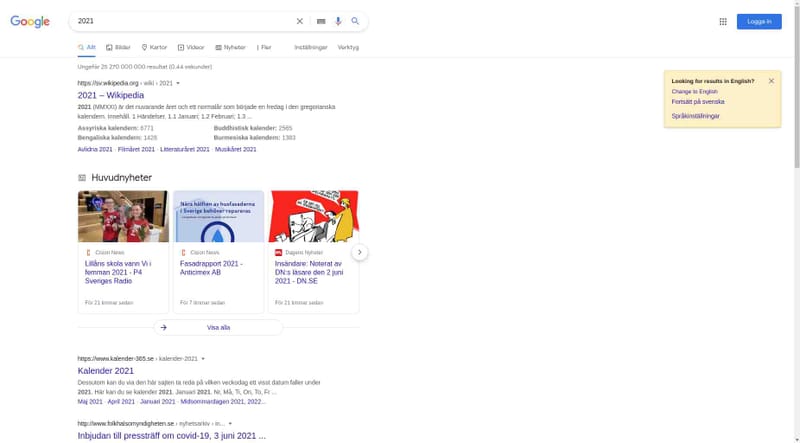 Google
2021
Logga in
Allt
Bilder
Kartor
Videor
Nyheter
Fler
Inställningar
Verktyg
Ungefär 25 270 000 000 resultat (0,44 sekunder)
https://sv.wikipedia.org › wiki › 2021
2021 – Wikipedia
2021 (MMXXI) är det nuvarande året och ett normalår som började en fredag i den gregorianska
kalendern. Innehåll. 1 Händelser. 1.1 Januari; 1.2 Februari; 1.3 ...
Assyriska kalendern: 6771
Buddhistisk kalender: 2565
Bengaliska kalendern: 1428
Burmesiska kalendern: 1383
Avlidna 2021 · Filmåret 2021 · Litteraturåret 2021 · Musikåret 2021
Looking for results in English?
Change to English
Fortsätt på svenska
Språkinställningar
Huvudnyheter
Nära hälften av husfasaderna
i Sverige behöver repareras
Cision News
Lillåns skola vann Vi i
femman 2021 - P4
Sveriges Radio
För 21 timmar sedan
Cision News
Fasadrapport 2021 -
Anticimex AB
För 7 timmar sedan
Dagens Nyheter
Insändare: Noterat av
DN:s läsare den 2 juni
2021 - DN.SE
För 21 timmar sedan
Visa alla
https://www.kalender-365.se › kalender-2021
Kalender 2021
Dessutom kan du via den här sajten ta reda på vilken veckodag ett visst datum faller under
2021. Här kan du se kalender 2021. Januari 2021. Nr, Må, Ti, On, To, Fr ...
Maj 2021 · April 2021 · Januari 2021 · Midsommardagen 2021, 2022...
http://www.folkhalsomyndigheten.se › nyhetsarkiv › in...
Inbjudan till pressträff om covid-19, 3 juni 2021 ...